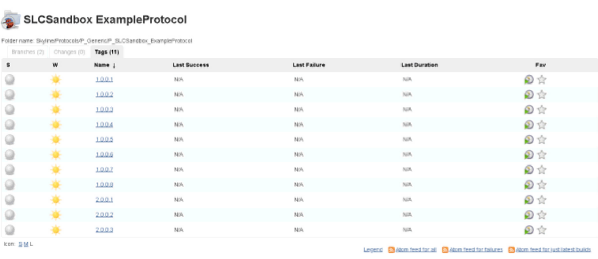 SLCSandbox ExampleProtocol
Folder name: SkylineProtocols/P_Generic/P_SLCSandbox_ExampleProtocol
Branches (2) Changes (0) Tags (11)
S W Name ↓ Last Success Last Failure Last Duration Fav
1.0.0.1 N/A N/A N/A
1.0.0.2 N/A N/A N/A
1.0.0.3 N/A N/A N/A
1.0.0.4 N/A N/A N/A
1.0.0.5 N/A N/A N/A
1.0.0.6 N/A N/A N/A
1.0.0.7 N/A N/A N/A
1.0.0.8 N/A N/A N/A
2.0.0.1 N/A N/A N/A
2.0.0.2 N/A N/A N/A
2.0.0.3 N/A N/A N/A
Icon: S M L
Legend Atom feed for all Atom feed for failures Atom feed for just latest builds